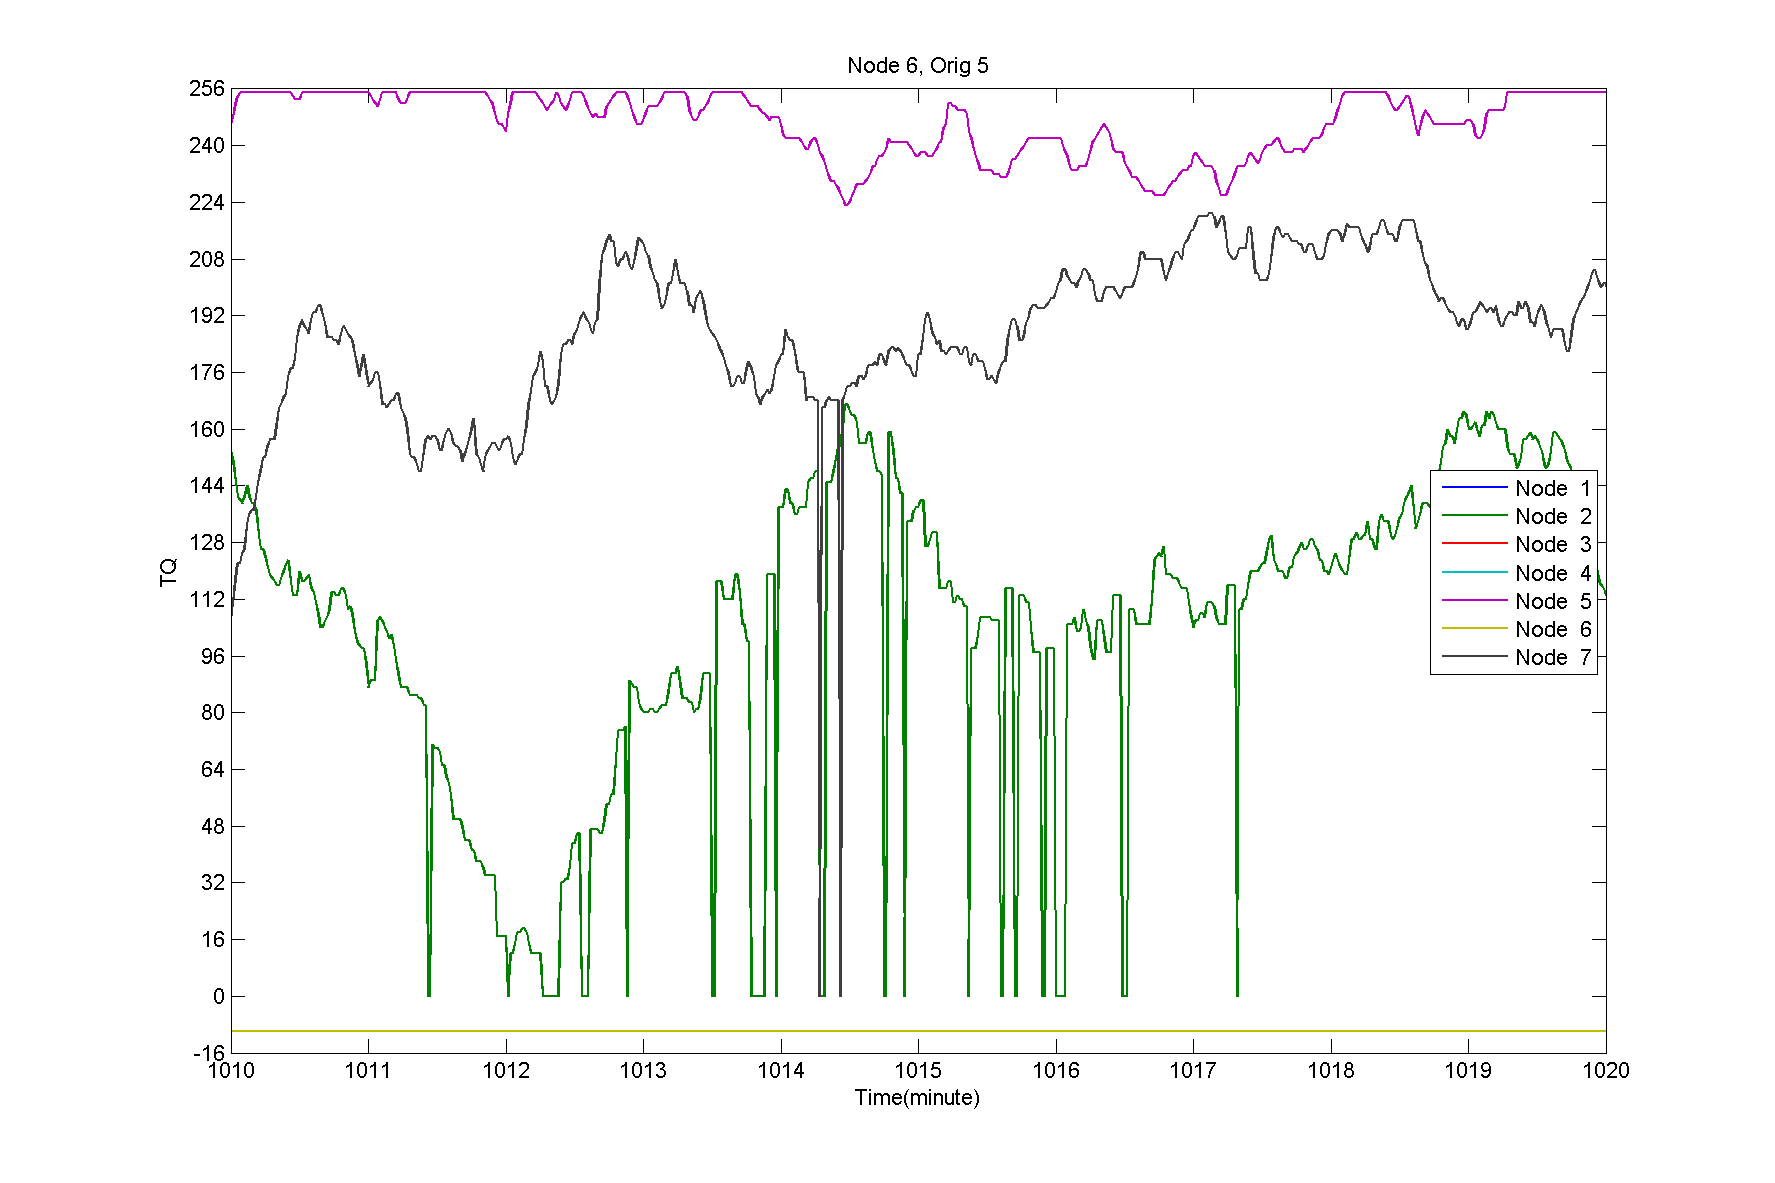 Node 6, Orig 5
256
240
224
208
192
176
160
144
128
112
96
80
64
48
32
16
0
-16
TQ
Node 1
Node 2
Node 3
Node 4
Node 5
Node 6
Node 7
1010 1011 1012 1013 1014 1015 1016 1017 1018 1019 1020
Time(minute)